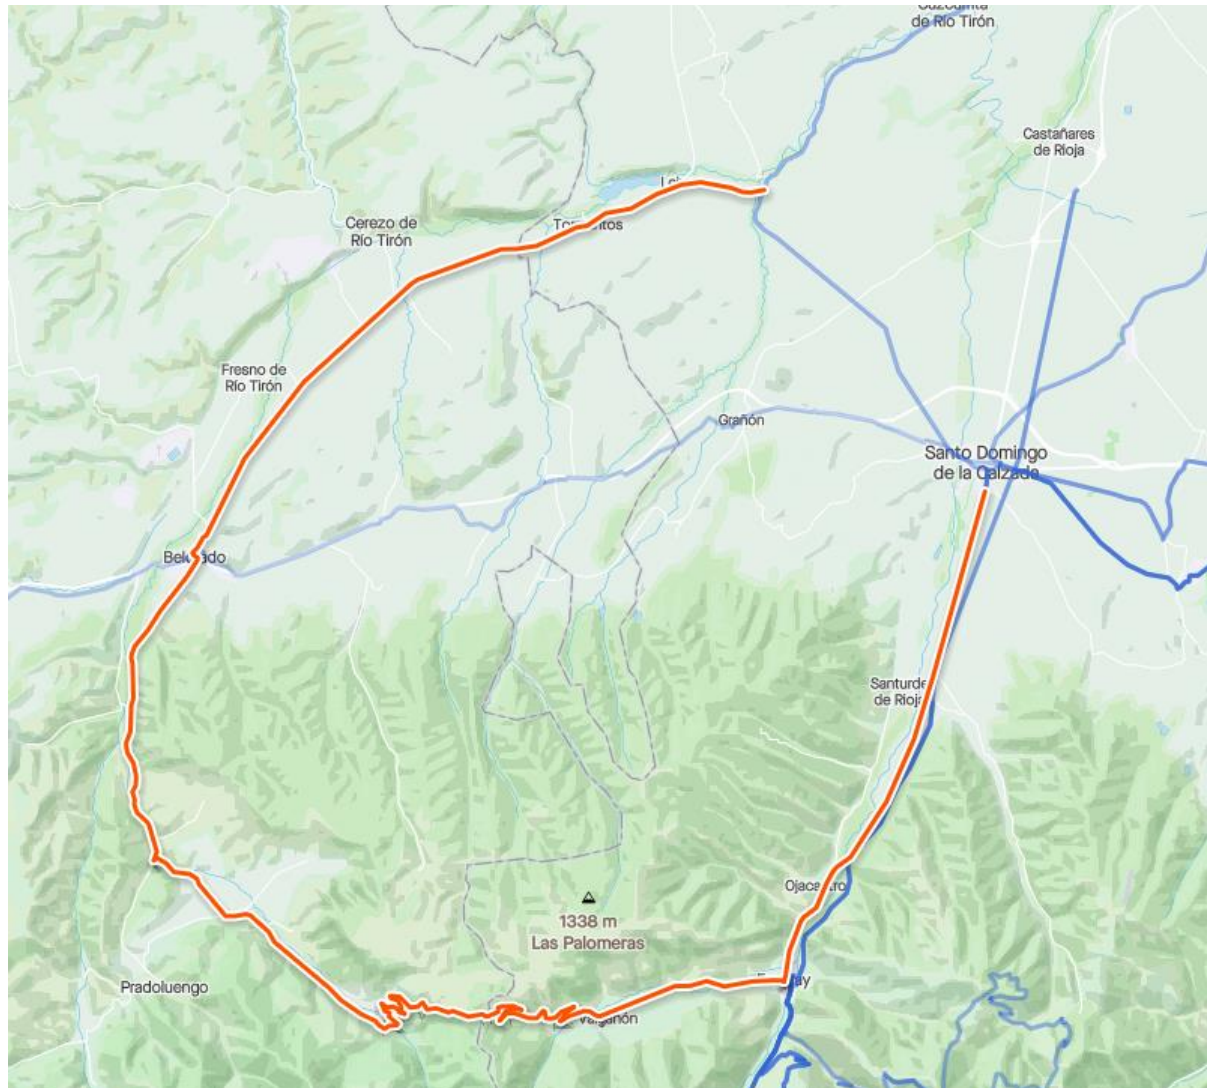 de Río Tirón
Castañares
de Rioja
Cerezo de
Río Tirón
Fresno de
Río Tirón
Grañón
Santo Domingo
de la Calzada
Santurde
de Rioja
1338 m
Las Palomeras
Pradoluengo